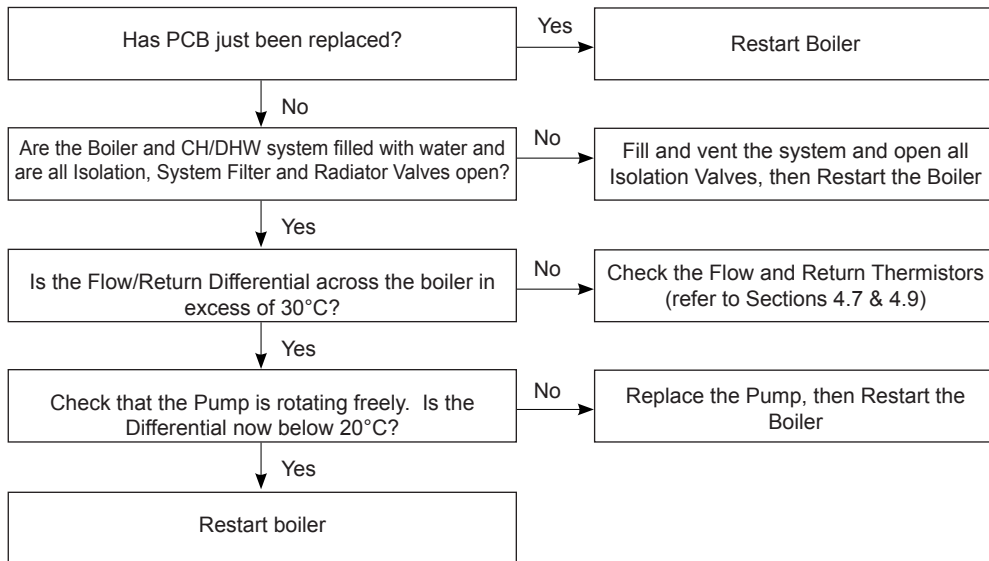 Has PCB just been replaced?
Yes
Restart Boiler
No
Are the Boiler and CH/DHW system filled with water and
are all Isolation, System Filter and Radiator Valves open?
No
Fill and vent the system and open all
Isolation Valves, then Restart the Boiler
Yes
Is the Flow/Return Differential across the boiler in
excess of 30°C?
No
Check the Flow and Return Thermistors
(refer to Sections 4.7 & 4.9)
Yes
Check that the Pump is rotating freely.  Is the
Differential now below 20°C?
No
Replace the Pump, then Restart the
Boiler
Yes
Restart boiler